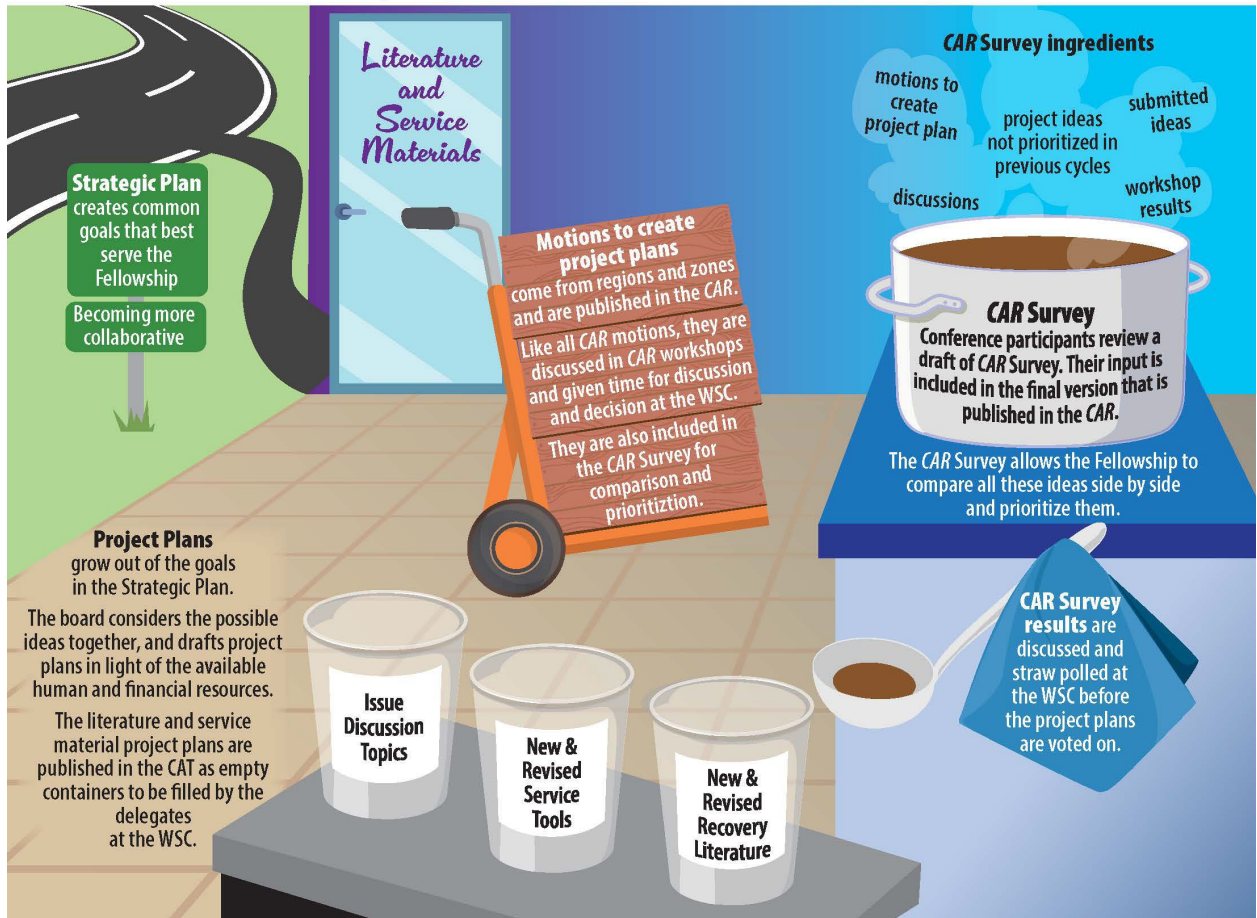 Literature
and
Service
Materials
Strategic Plan
creates common
goals that best
serve the
Fellowship
Becoming more
collaborative
Motions to create
project plans
come from regions and zones
and are published in the CAR.
Like all CAR motions, they are
discussed in CAR workshops
and given time for discussion
and decision at the WSC.
They are also included in
the CAR Survey for
comparison and
prioritiztion.
CAR Survey ingredients
motions to
create
project plan
project ideas
not prioritized in
previous cycles
submitted
ideas
discussions
workshop
results
CAR Survey
Conference participants review a
draft of CAR Survey. Their input is
included in the final version that is
published in the CAR.
The CAR Survey allows the Fellowship to
compare all these ideas side by side
and prioritize them.
Project Plans
grow out of the goals
in the Strategic Plan.
The board considers the possible
ideas together, and drafts project
plans in light of the available
human and financial resources.
The literature and service
material project plans are
published in the CAT as empty
containers to be filled by the
delegates
at the WSC.
Issue
Discussion
Topics
New &
Revised
Service
Tools
New &
Revised
Recovery
Literature
CAR Survey
results are
discussed and
straw polled at
the WSC before
the project plans
are voted on.